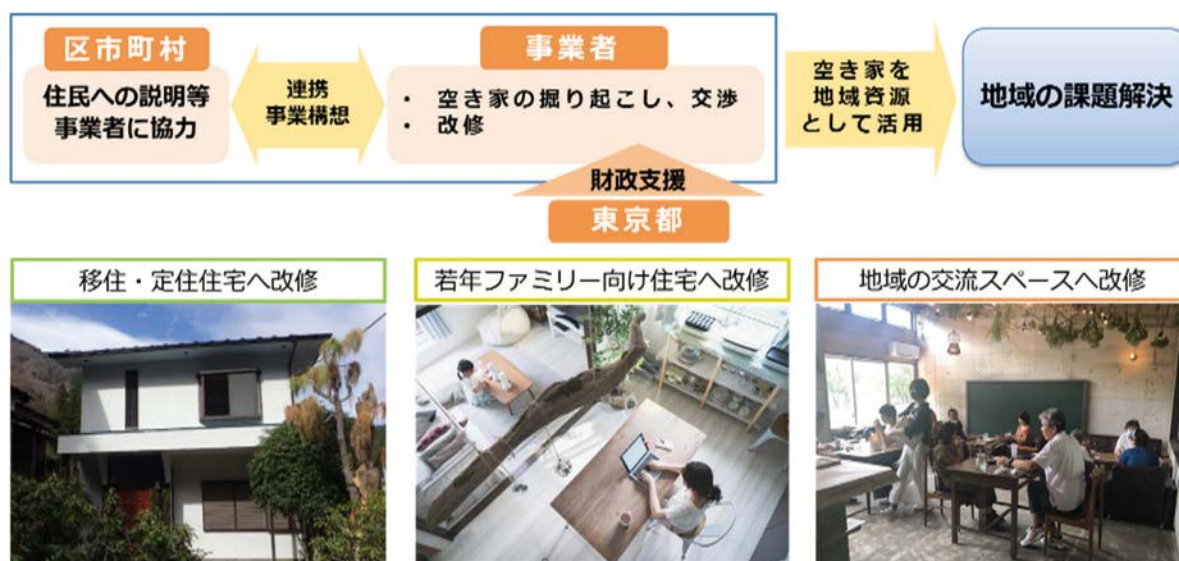 区市町村
住民への説明等
事業者に協力
連携
事業構想
事業者
・ 空き家の掘り起こし、交渉
・ 改修
財政支援
東京都
空き家を
地域資源
として活用
地域の課題解決
移住・定住住宅へ改修
若年ファミリー向け住宅へ改修
地域の交流スペースへ改修